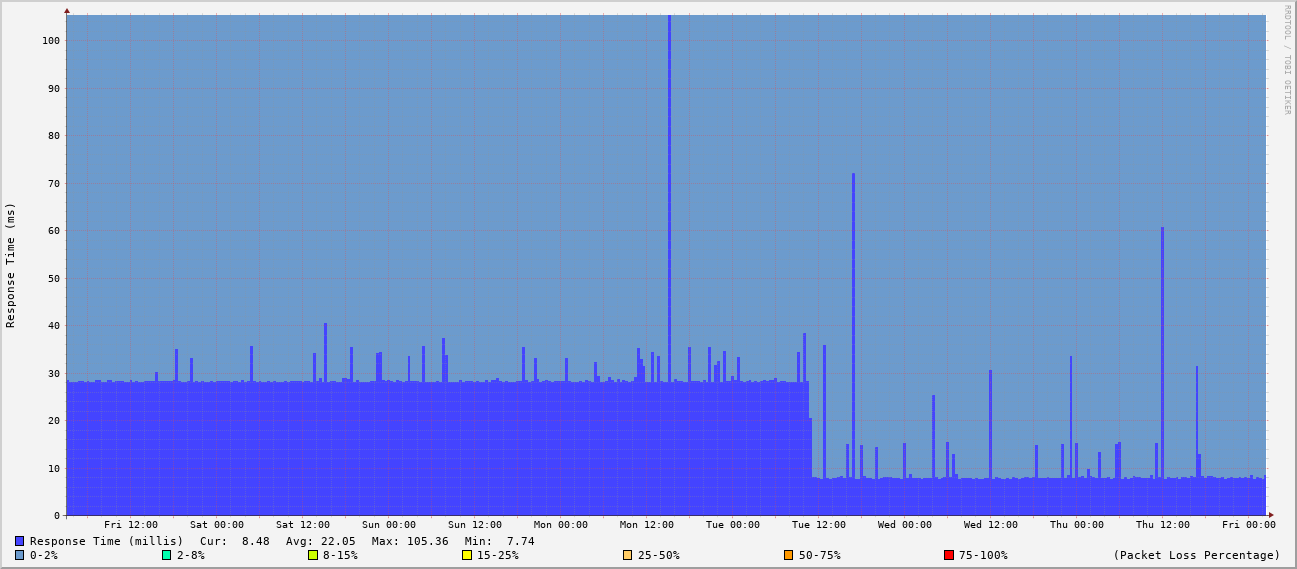 RRDTOOL / TOBI OETIKER
Response Time (ms)
100
90
80
70
60
50
40
30
20
10
0
Fri 12:00 Sat 00:00 Sat 12:00 Sun 00:00 Sun 12:00 Mon 00:00 Mon 12:00 Tue 00:00 Tue 12:00 Wed 00:00 Wed 12:00 Thu 00:00 Thu 12:00 Fri 00:00
Response Time (millis) Cur: 8.48 Avg: 22.05 Max: 105.36 Min: 7.74
0-2% 2-8% 8-15% 15-25% 25-50% 50-75% 75-100% (Packet Loss Percentage)